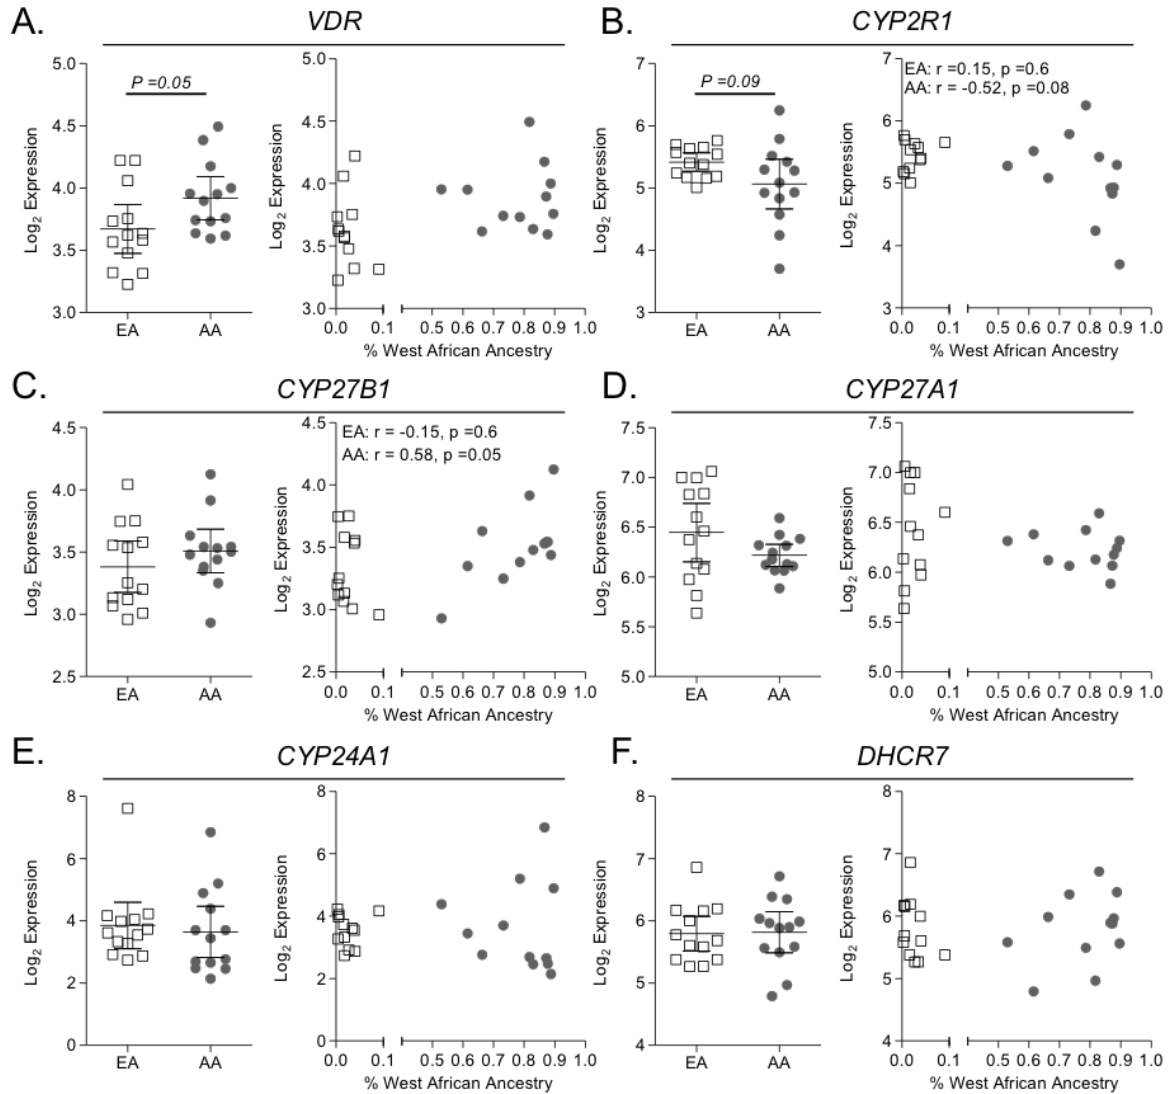 A. VDR
P =0.05
Log2 Expression
5.0
4.5
4.0
3.5
3.0
EA AA
Log2 Expression
5.0
4.5
4.0
3.5
3.0
0.0 0.1 0.5 0.6 0.7 0.8 0.9 1.0
% West African Ancestry
B. CYP2R1
P =0.09
Log2 Expression
7
6
5
4
3
EA AA
EA: r =0.15, p =0.6
AA: r = -0.52, p =0.08
Log2 Expression
7
6
5
4
3
0.0 0.1 0.5 0.6 0.7 0.8 0.9 1.0
% West African Ancestry
C. CYP27B1
Log2 Expression
4.5
4.0
3.5
3.0
2.5
EA AA
EA: r = -0.15, p =0.6
AA: r = 0.58, p =0.05
Log2 Expression
4.5
4.0
3.5
3.0
2.5
0.0 0.1 0.5 0.6 0.7 0.8 0.9 1.0
% West African Ancestry
D. CYP27A1
Log2 Expression
7.5
7.0
6.5
6.0
5.5
5.0
EA AA
Log2 Expression
7.5
7.0
6.5
6.0
5.5
5.0
0.0 0.1 0.5 0.6 0.7 0.8 0.9 1.0
% West African Ancestry
E. CYP24A1
Log2 Expression
8
6
4
2
0
EA AA
Log2 Expression
8
6
4
2
0
0.0 0.1 0.5 0.6 0.7 0.8 0.9 1.0
% West African Ancestry
F. DHCR7
Log2 Expression
8
7
6
5
4
EA AA
Log2 Expression
8
7
6
5
4
0.0 0.1 0.5 0.6 0.7 0.8 0.9 1.0
% West African Ancestry